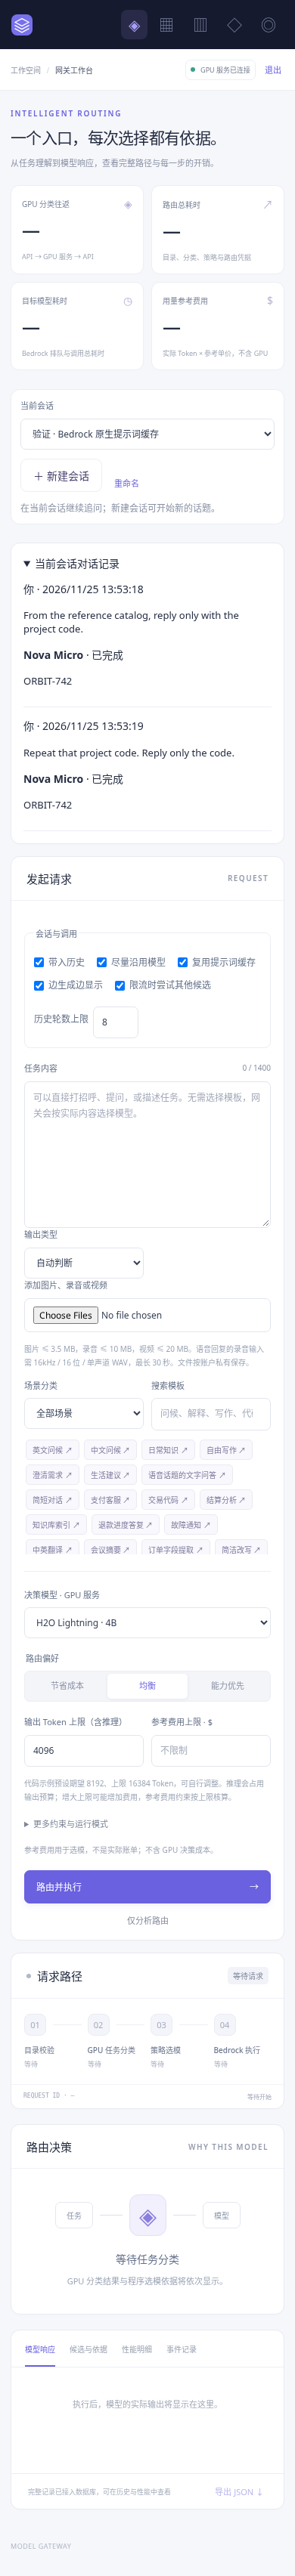 工作空间 / 网关工作台
GPU 服务已连接
退出
INTELLIGENT ROUTING
一个入口，每次选择都有依据。
从任务理解到模型响应，查看完整路径与每一步的开销。
GPU 分类往返
—
API → GPU 服务 → API
路由总耗时
—
目录、分类、策略与路由凭据
目标模型耗时
—
Bedrock 排队与调用总耗时
用量参考费用
$
—
实际 Token × 参考单价，不含 GPU
当前会话
验证 · Bedrock 原生提示词缓存
＋ 新建会话
重命名
在当前会话继续追问；新建会话可开始新的话题。
▼ 当前会话对话记录
你 · 2026/11/25 13:53:18
From the reference catalog, reply only with the
project code.
Nova Micro · 已完成
ORBIT-742
你 · 2026/11/25 13:53:19
Repeat that project code. Reply only the code.
Nova Micro · 已完成
ORBIT-742
发起请求
REQUEST
会话与调用
带入历史 尽量沿用模型 复用提示词缓存
边生成边显示 限流时尝试其他候选
历史轮数上限 8
任务内容
0 / 1400
可以直接打招呼、提问，或描述任务。无需选择模板，网
关会按实际内容选择模型。
输出类型
自动判断
添加图片、录音或视频
Choose Files No file chosen
图片 ≤ 3.5 MB，录音 ≤ 10 MB，视频 ≤ 20 MB。语音回复的录音输入
需 16kHz / 16 位 / 单声道 WAV，最长 30 秒。文件按账户私有保存。
场景分类
搜索模板
全部场景
问候、解释、写作、代i
英文问候 ↗ 中文问候 ↗ 日常知识 ↗ 自由写作 ↗
澄清需求 ↗ 生活建议 ↗ 语音话题的文字问答 ↗
简短对话 ↗ 支付客服 ↗ 交易代码 ↗ 结算分析 ↗
知识库索引 ↗ 退款进度答复 ↗ 故障通知 ↗
中英翻译 ↗ 会议摘要 ↗ 订单字段提取 ↗ 简洁改写 ↗
决策模型 · GPU 服务
H2O Lightning · 4B
路由偏好
节省成本 均衡 能力优先
输出 Token 上限（含推理）
参考费用上限 · $
4096
不限制
代码示例预设期望 8192、上限 16384 Token，可自行调整。推理会占用
输出预算；增大上限可能增加费用，参考费用约束按上限核算。
▶ 更多约束与运行模式
参考费用用于选模，不是实际账单；不含 GPU 决策成本。
路由并执行 →
仅分析路由
请求路径
等待请求
01 02 03 04
目录校验 GPU 任务分类 策略选模 Bedrock 执行
等待 等待 等待 等待
REQUEST ID · —
等待开始
路由决策
WHY THIS MODEL
任务
模型
等待任务分类
GPU 分类结果与程序选模依据将依次显示。
模型响应 候选与依据 性能明细 事件记录
执行后，模型的实际输出将显示在这里。
完整记录已接入数据库，可在历史与性能中查看
导出 JSON ↓
MODEL GATEWAY